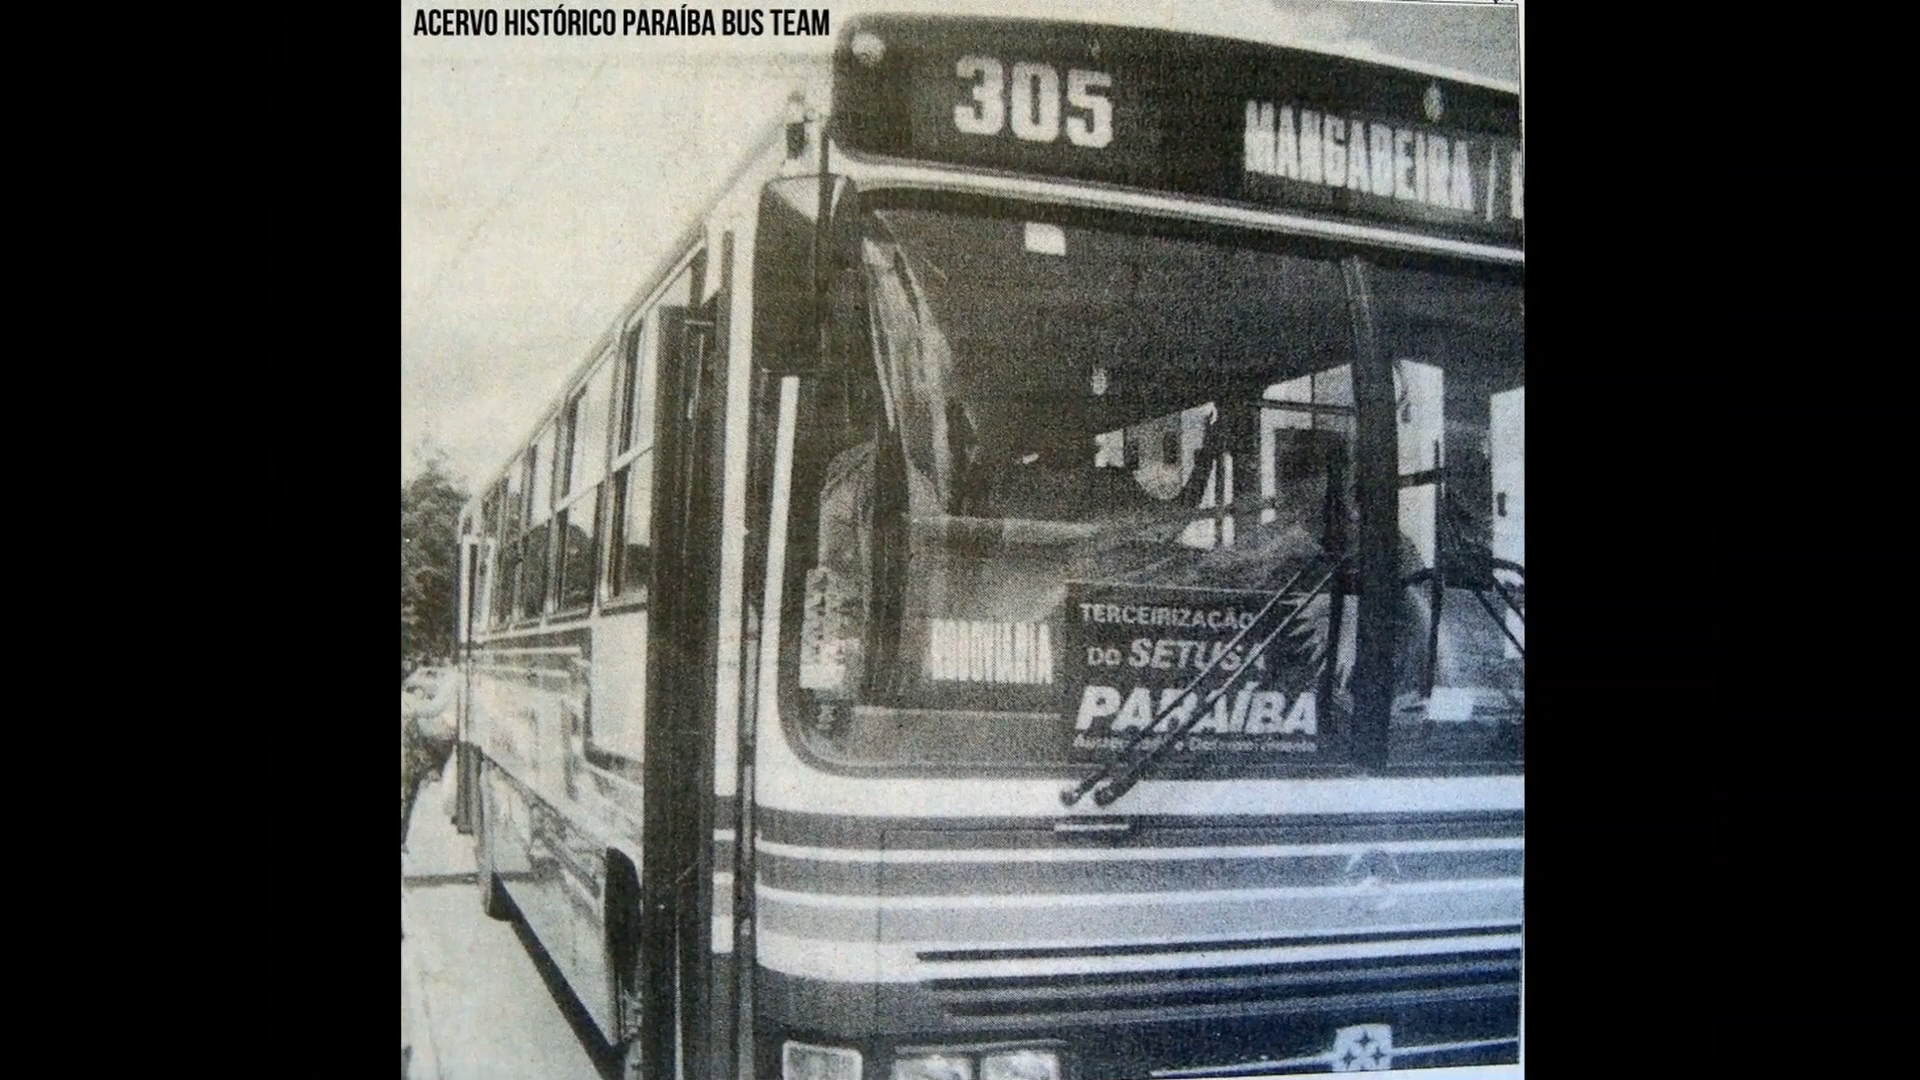 ACERVO HISTÓRICO PARAÍBA BUS TEAM
305
MANGABEIRA /
RODOVIARIA
TERCEIRIZAÇÃO
DO SETUSA
PARAÍBA